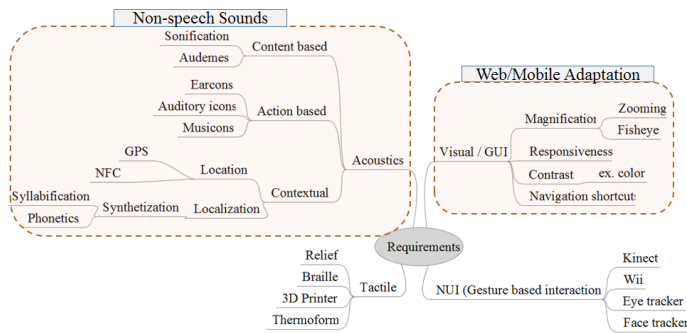 Non-speech Sounds
Sonification
Audemes
Content based
Earcons
Auditory icons
Musicons
Action based
GPS
NFC
Location
Syllabification
Phonetics
Synthetization
Localization
Contextual
Acoustics
Web/Mobile Adaptation
Visual / GUI
Magnification
Zooming
Fisheye
Responsiveness
Contrast
ex. color
Navigation shortcuts
Requirements
Relief
Braille
3D Printer
Thermoform
Tactile
NUI (Gesture based interaction
Kinect
Wii
Eye tracker
Face tracker